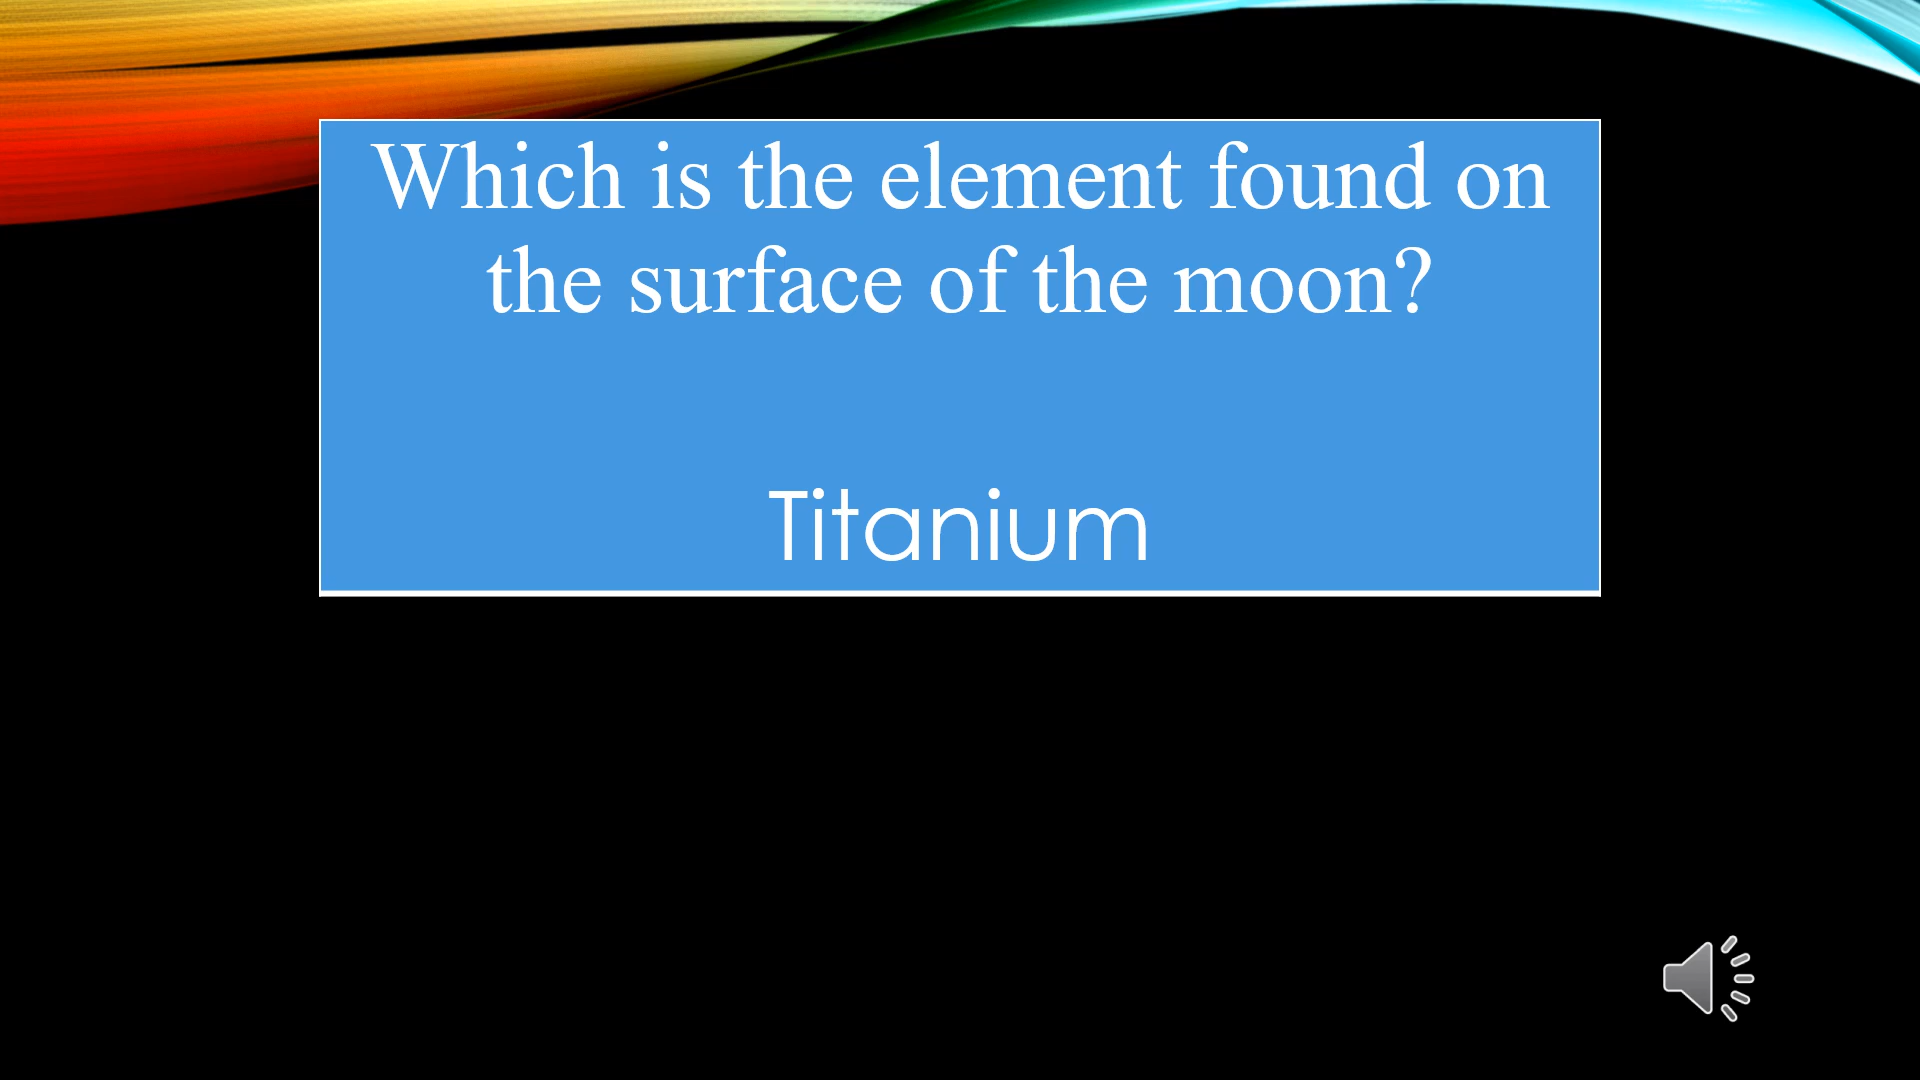 Which is the element found on
the surface of the moon?
Titanium